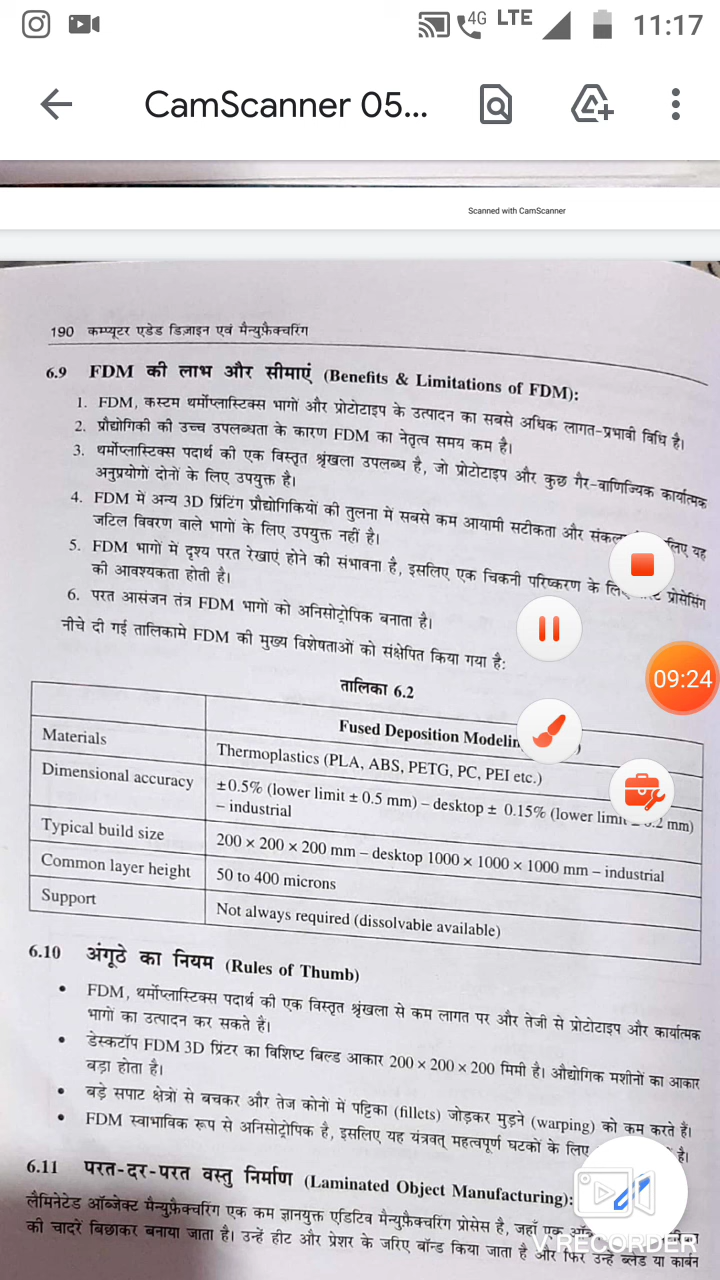 4G LTE 11:17
CamScanner 05...
Scanned with CamScanner
190 कम्प्यूटर एडेड डिज़ाइन एवं मैन्युफ़ैक्चरिंग
6.9 FDM की लाभ और सीमाएं (Benefits & Limitations of FDM):
1. FDM, कस्टम थर्मोप्लास्टिक्स भागों और प्रोटोटाइप के उत्पादन का सबसे अधिक लागत-प्रभावी विधि है।
2. प्रौद्योगिकी की उच्च उपलब्धता के कारण FDM का नेतृत्व समय कम है।
3. थर्मोप्लास्टिक्स पदार्थ की एक विस्तृत श्रृंखला उपलब्ध है, जो प्रोटोटाइप और कुछ गैर-वाणिज्यिक कार्यात्मक
अनुप्रयोगो दोनों के लिए उपयुक्त है।
4. FDM में अन्य 3D प्रिंटिंग प्रौद्योगिकियों की तुलना में सबसे कम आयामी सटीकता और लिए यह
जटिल विवरण वाले भागों के लिए उपयुक्त नहीं है।
5. FDM भागों में दृश्य परत रेखाएं होने की संभावना है, इसलिए एक चिकनी परिष्करण के प्रोसेसिंग
की आवश्यकता होती है।
6. परत आसंजन तंत्र FDM भागों को अनिसोट्रोपिक बनाता है।
नीचे दी गई तालिकामे FDM की मुख्य विशेषताओं को संक्षेपित किया गया है:
09:24
तालिका 6.2
Fused Deposition
Materials Thermoplastics (PLA, ABS, PETG, PC, PEI etc.)
Dimensional accuracy ±0.5% (lower limit ± 0.5 mm) – desktop ± 0.15% (lower mm)
– industrial
Typical build size 200 × 200 × 200 mm – desktop 1000 × 1000 × 1000 mm – industrial
Common layer height 50 to 400 microns
Support Not always required (dissolvable available)
6.10 अंगूठे का नियम (Rules of Thumb)
• FDM, थर्मोप्लास्टिक्स पदार्थ की एक विस्तृत श्रृंखला से कम लागत पर और तेजी से प्रोटोटाइप और कार्यात्मक
भागों का उत्पादन कर सकते हैं।
• डेस्कटॉप FDM 3D प्रिंटर का विशिष्ट बिल्ड आकार 200 × 200 × 200 मिमी है। औद्योगिक मशीनों का आकार
बड़ा होता है।
• बड़े सपाट क्षेत्रों से बचकर और तेज कोनो में पट्टिका (fillets) जोड़कर मुड़ने (warping) को कम करते हैं।
• FDM स्वाभाविक रूप से अनिसोट्रोपिक है, इसलिए यह यंत्रवत् महत्वपूर्ण घटकों के लिए है।
6.11 परत-दर-परत वस्तु निर्माण (Laminated Object Manufacturing):
लैमिनेटेड ऑब्जेक्ट मैन्युफ़ैक्चरिंग एक कम ज्ञानयुक्त एडिटिव मैन्युफ़ैक्चरिंग प्रोसेस है, जहाँ एक
की चादरें बिछाकर बनाया जाता है। उन्हें हीट और प्रेशर के जरिए बॉन्ड किया जाता है और फिर उन्हें ब्लेड या कार्बन
V RECORDER